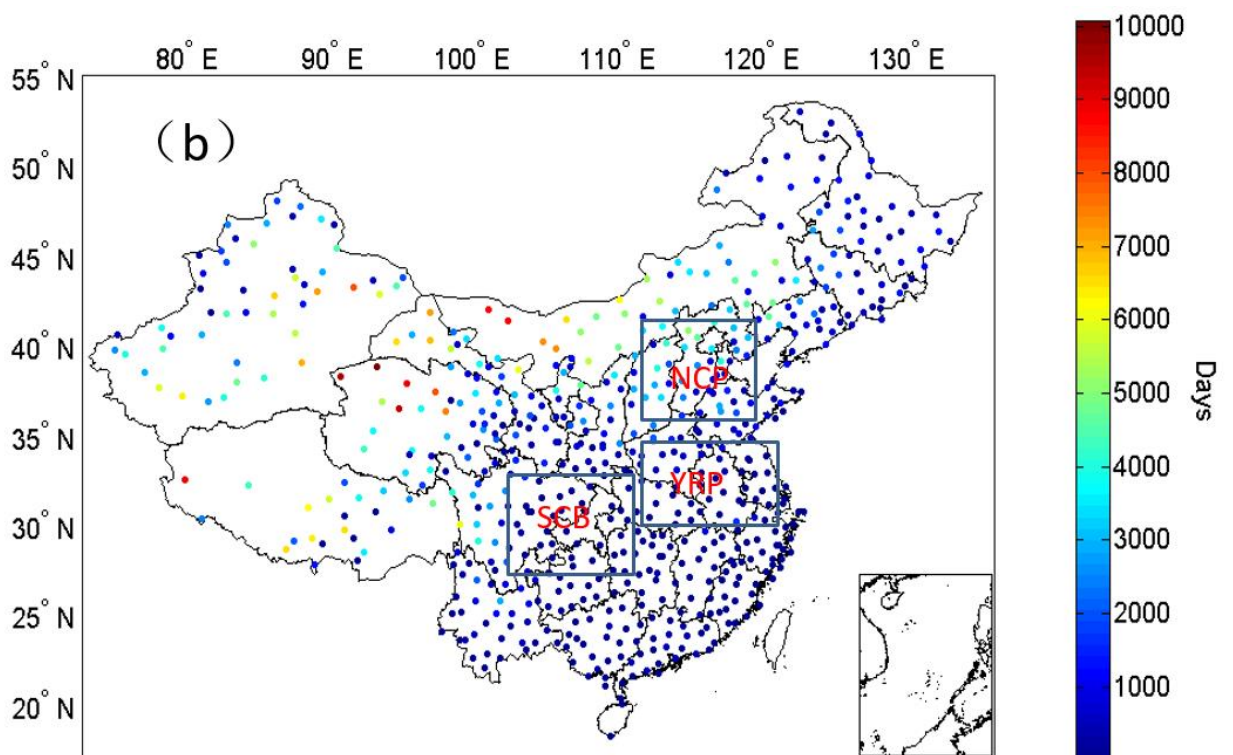 80° E 90° E 100° E 110° E 120° E 130° E
55° N
50° N
45° N
40° N
35° N
30° N
25° N
20° N
（b）
NCP
YRP
SCB
10000
9000
8000
7000
6000
5000
4000
3000
2000
1000
Days